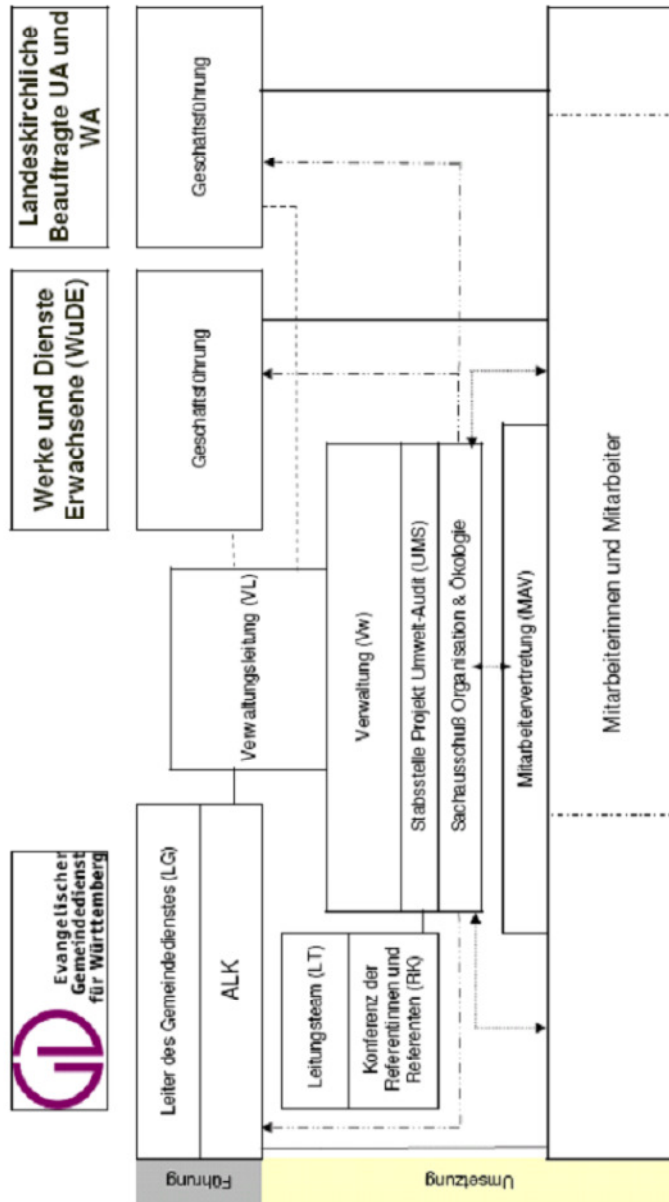 Evangelischer
Gemeindedienst
für Württemberg
Werke und Dienste
Erwachsene (WuDE)
Landeskirchliche
Beauftragte UA und
WA
Führung
Leiter des Gemeindedienstes (LG)
ALK
Verwaltungsleitung (VL)
Geschäftsführung
Geschäftsführung
Umsetzung
Leitungsteam (LT)
Konferenz der
Referentinnen und
Referenten (RK)
Verwaltung (Vw)
Stabsstelle Projekt Umwelt-Audit (UMS)
Sachausschuß Organisation & Ökologie
Mitarbeitervertretung (MAV)
Mitarbeiterinnen und Mitarbeiter